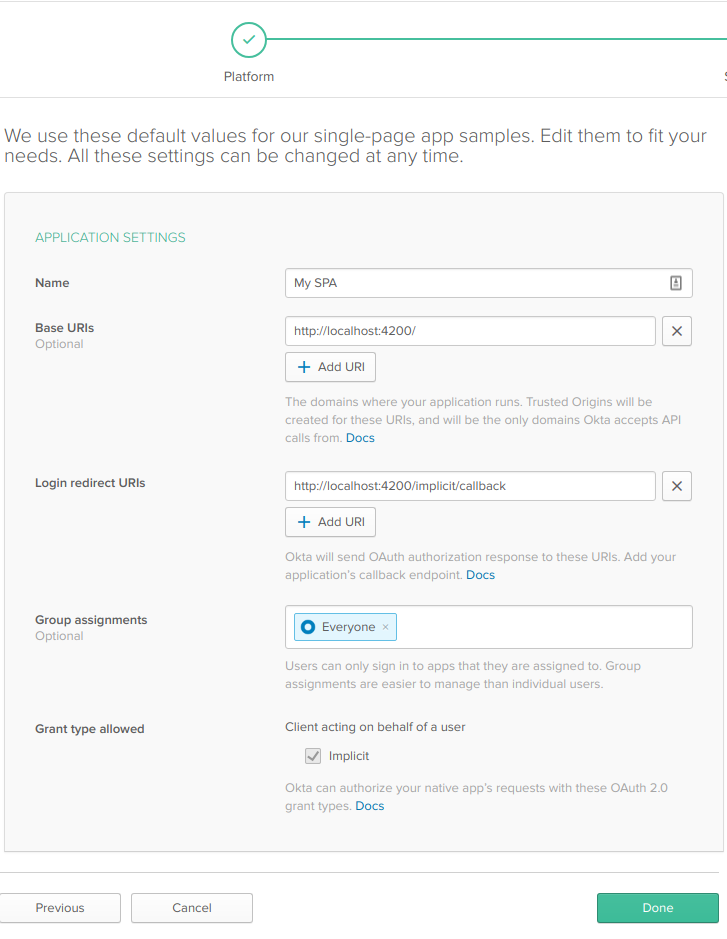 Platform
S
We use these default values for our single-page app samples. Edit them to fit your
needs. All these settings can be changed at any time.
APPLICATION SETTINGS
Name
My SPA
Base URIs
Optional
http://localhost:4200/
Add URI
The domains where your application runs. Trusted Origins will be
created for these URIs, and will be the only domains Okta accepts API
calls from. Docs
Login redirect URIs
http://localhost:4200/implicit/callback
Add URI
Okta will send OAuth authorization response to these URIs. Add your
application's callback endpoint. Docs
Group assignments
Optional
Everyone ×
Users can only sign in to apps that they are assigned to. Group
assignments are easier to manage than individual users.
Grant type allowed
Client acting on behalf of a user
Implicit
Okta can authorize your native app's requests with these OAuth 2.0
grant types. Docs
Previous
Cancel
Done